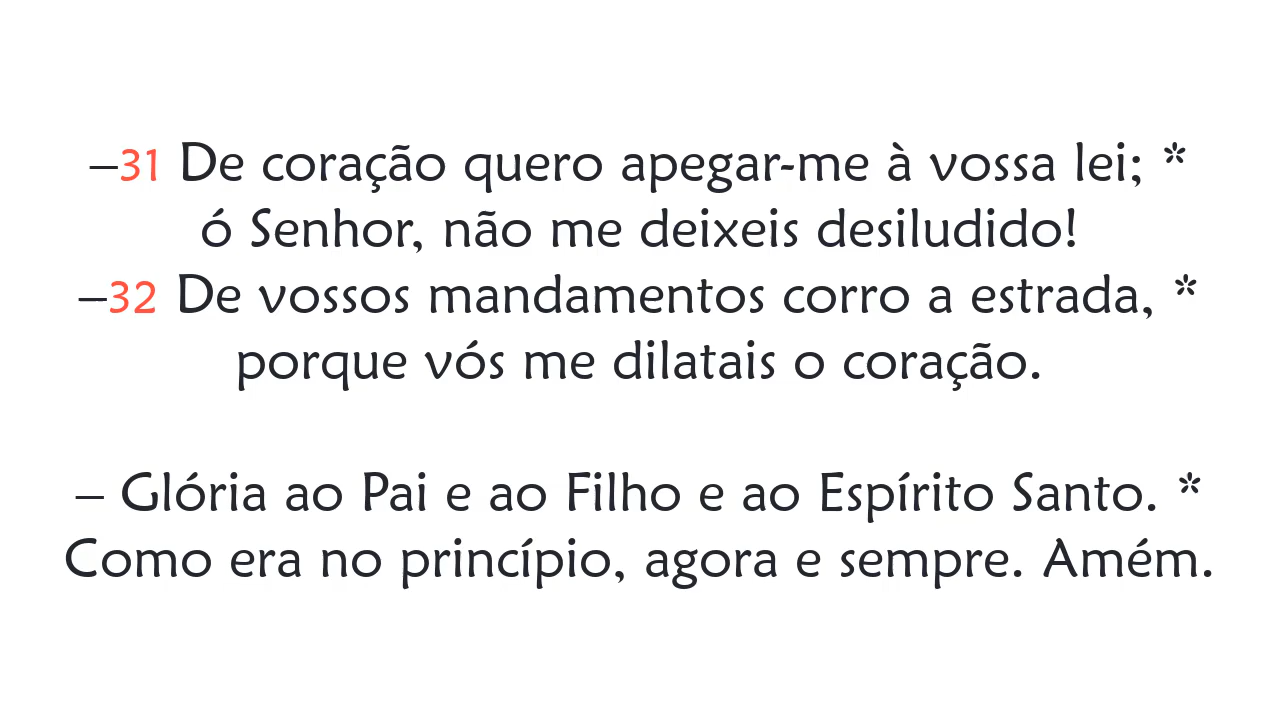 –31 De coração quero apegar-me à vossa lei; *
ó Senhor, não me deixeis desiludido!
–32 De vossos mandamentos corro a estrada, *
porque vós me dilatais o coração.
– Glória ao Pai e ao Filho e ao Espírito Santo. *
Como era no princípio, agora e sempre. Amém.